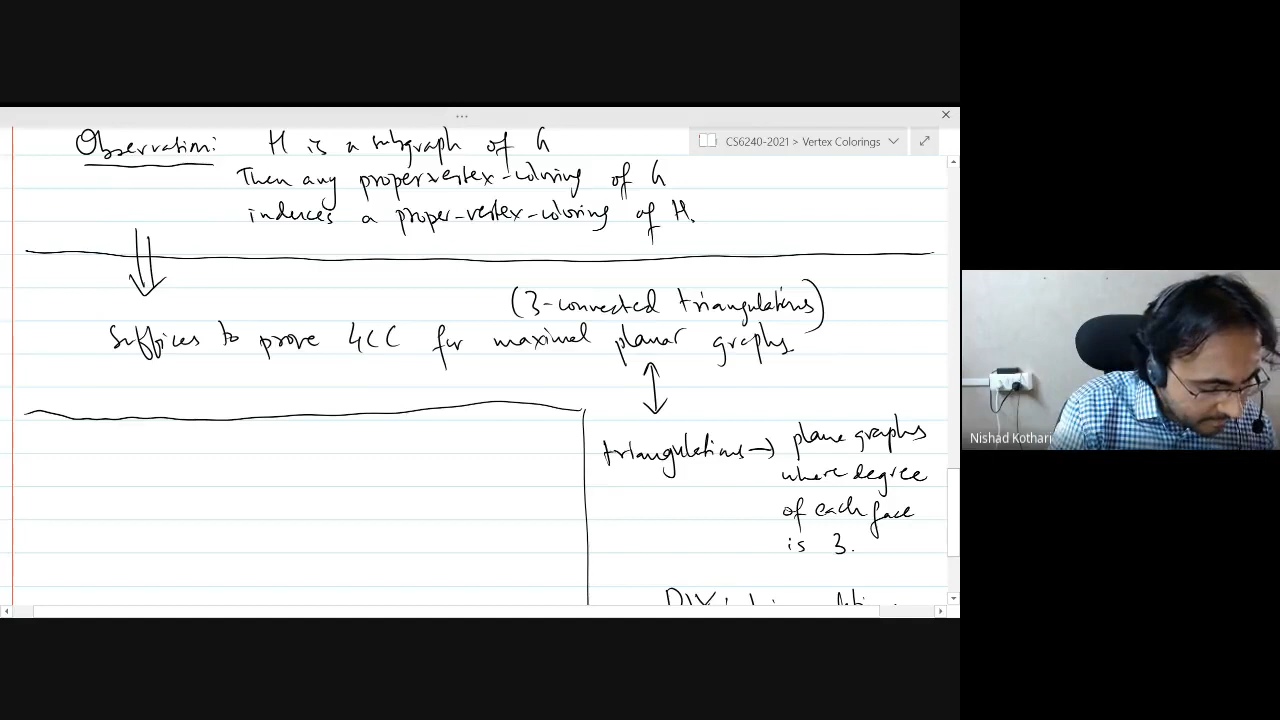 CS6240-2021 > Vertex Colorings
Observation: H is a subgraph of G
Then any proper-vertex-coloring of G
induces a proper-vertex-coloring of H.
(3-connected triangulations)
Suffices to prove 4CC for maximal planar graphs
triangulations → plane graphs
where degree
of each face
is 3.
Nishad Kothari